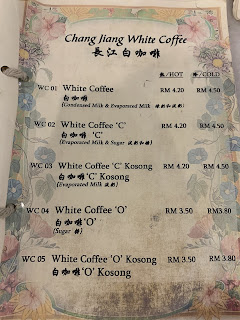 Chang Jiang White Coffee
長江白咖啡
熱/HOT 冷/COLD
WC 01 White Coffee RM 4.20 RM 4.50
白咖啡
(Condensed Milk & Evaporated Milk
WC 02 White Coffee 'C' RM 4.20 RM 4.50
白咖啡 'C'
(Evaporated Milk & Sugar
WC 03 White Coffee 'C' Kosong RM 4.20 RM 4.50
白咖啡 'C' Kosong
(Evaporated Milk
WC 04 White Coffee 'O' RM 3.50 RM3.80
白咖啡 'O'
(Sugar 糖)
WC 05 White Coffee 'O' Kosong RM 3.50 RM 3.80
白咖啡 'O' Kosong